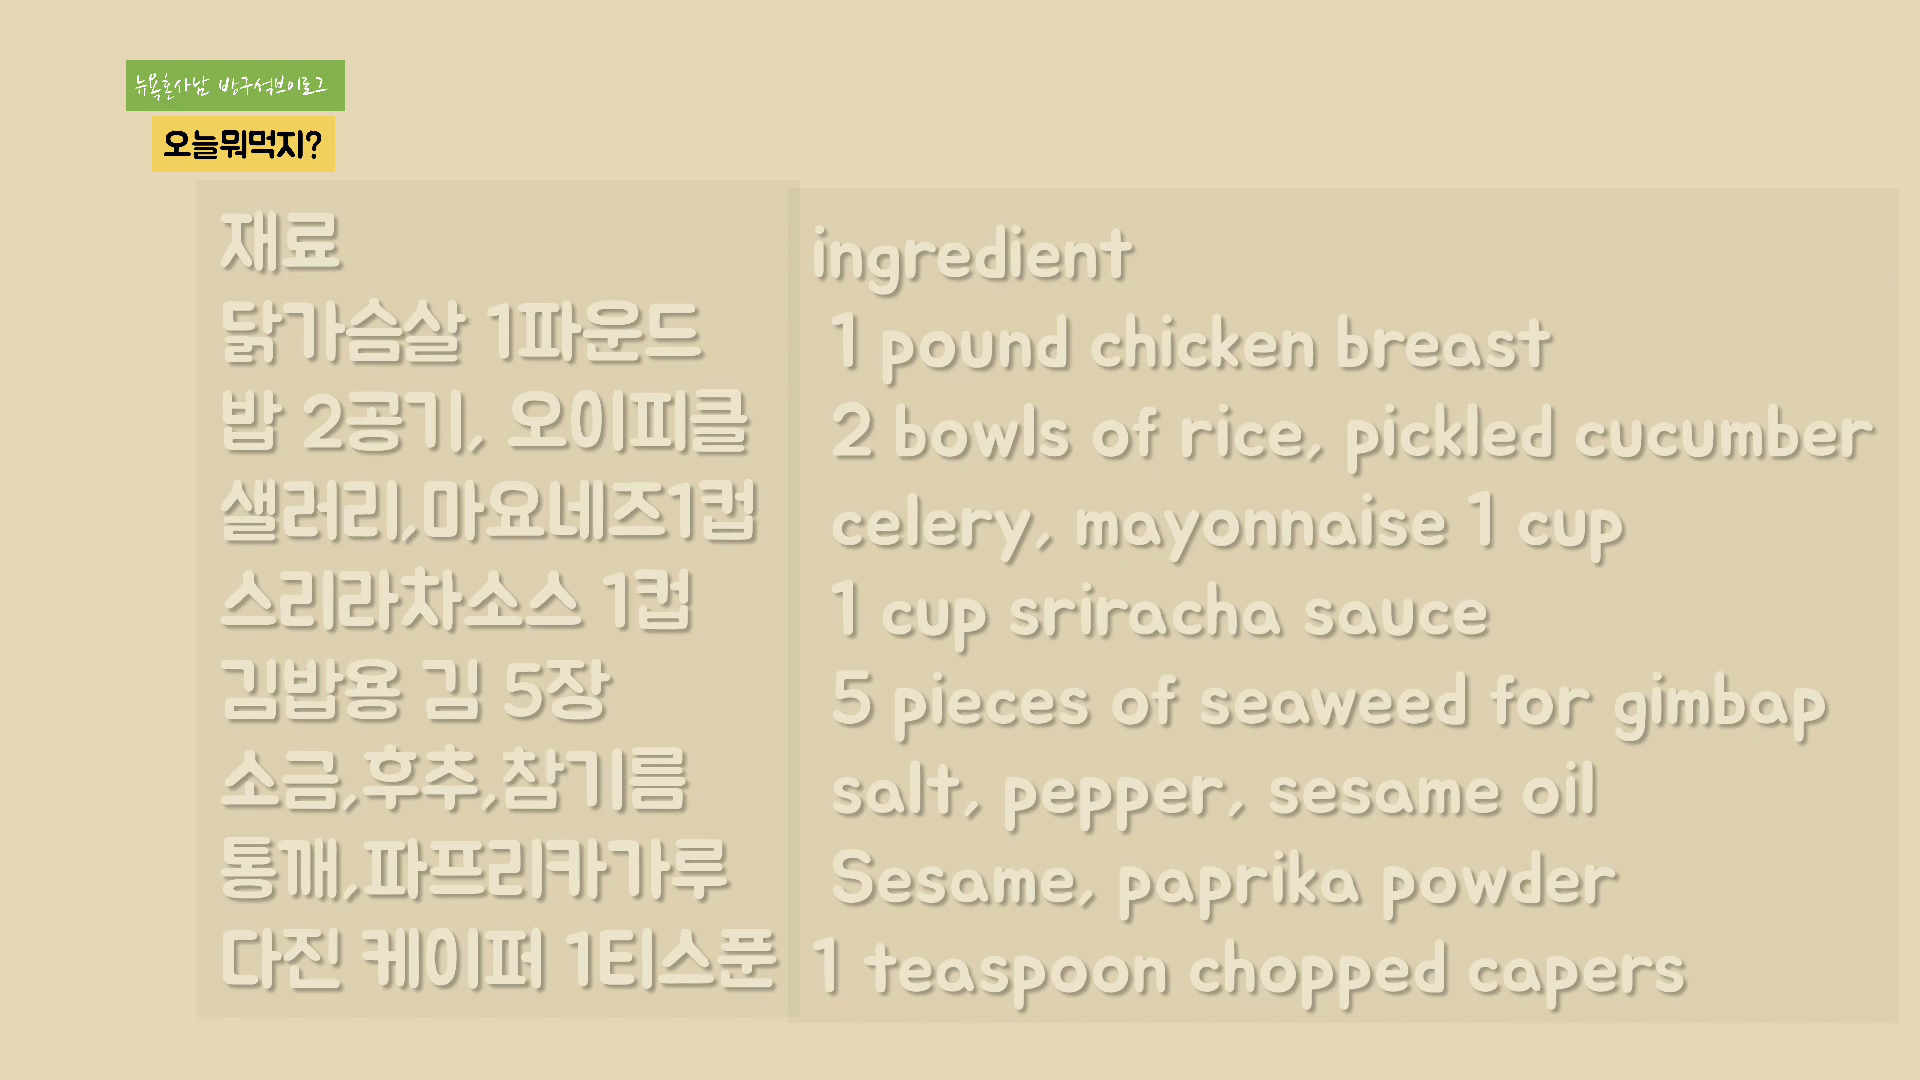 뉴욕혼사남 방구석브이로그
오늘뭐먹지?
재료
닭가슴살 1파운드
밥 2공기, 오이피클
샐러리,마요네즈1컵
스리라차소스 1컵
김밥용 김 5장
소금,후추,참기름
통깨,파프리카가루
다진 케이퍼 1티스푼
ingredient
1 pound chicken breast
2 bowls of rice, pickled cucumber
celery, mayonnaise 1 cup
1 cup sriracha sauce
5 pieces of seaweed for gimbap
salt, pepper, sesame oil
Sesame, paprika powder
1 teaspoon chopped capers